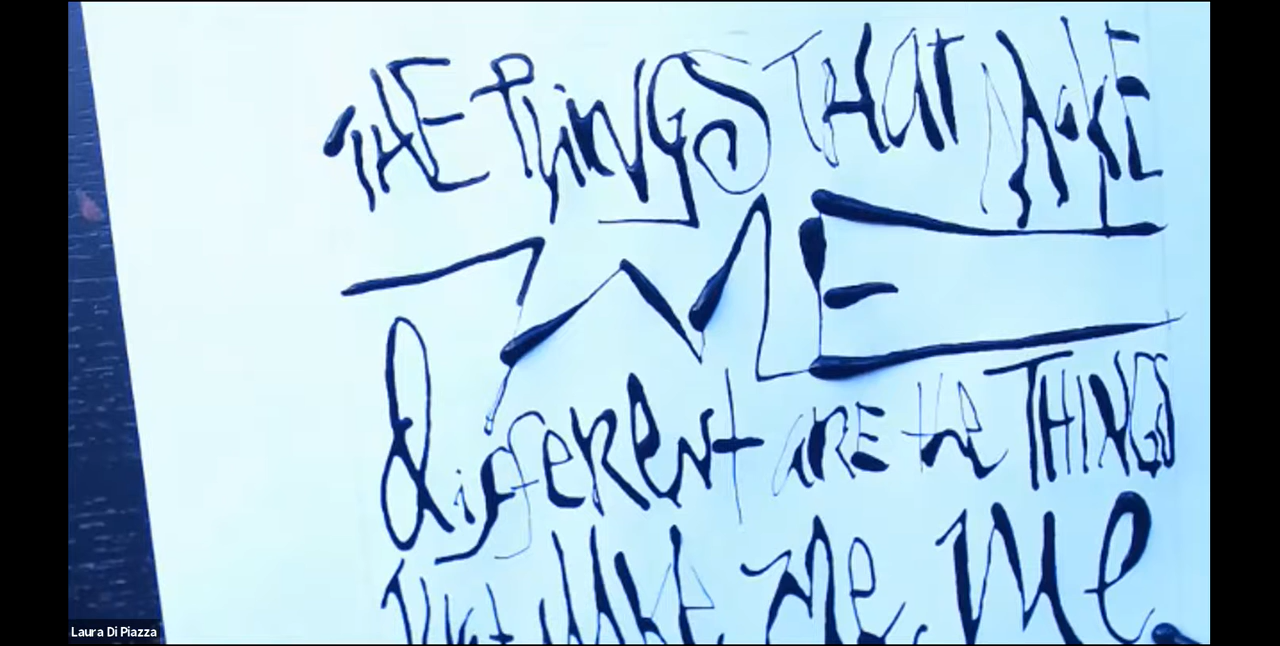 THE THiNGS THAT MAKE
ME
different aRE the THINGS
THat MAke me, Me.
Laura Di Piazza